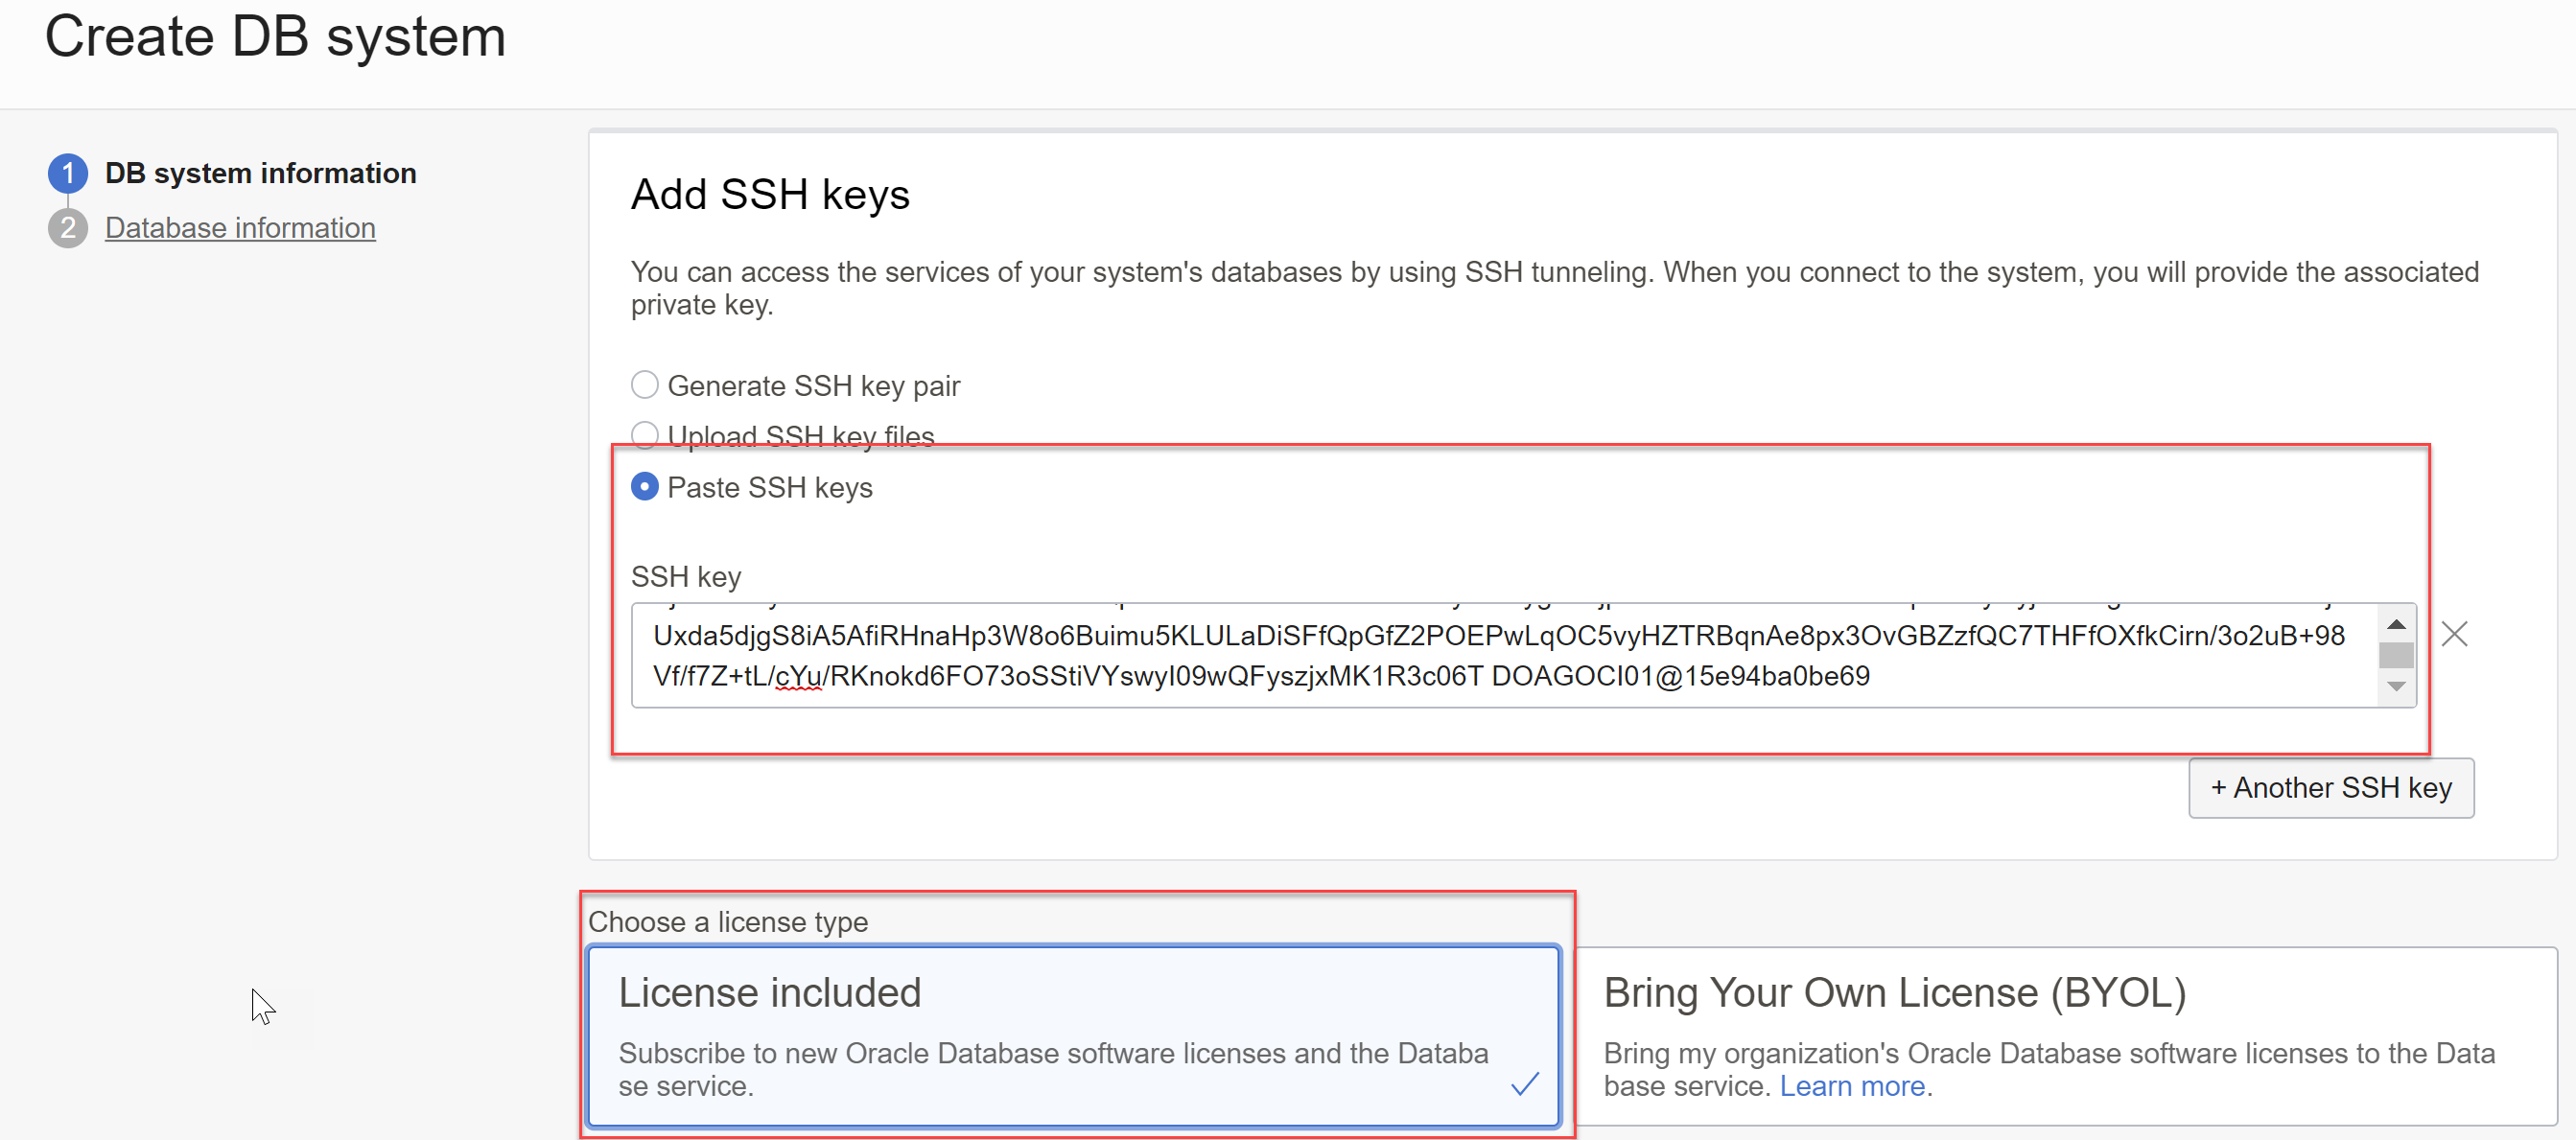 Create DB system
1 DB system information
2 Database information
Add SSH keys
You can access the services of your system's databases by using SSH tunneling. When you connect to the system, you will provide the associated
private key.
Generate SSH key pair
Upload SSH key files
Paste SSH keys
SSH key
Uxda5djgS8iA5AfiRHnaHp3W8o6Buimu5KLULaDiSFfQpGfZ2POEPwLqOC5vyHZTRBqnAe8px3OvGBZzfQC7THFfOXfkCirn/3o2uB+98
Vf/f7Z+tL/cYu/RKnokd6FO73oSStiVYswyI09wQFyszjxMK1R3c06T DOAGOCI01@15e94ba0be69
+ Another SSH key
Choose a license type
License included
Subscribe to new Oracle Database software licenses and the Databa
se service.
Bring Your Own License (BYOL)
Bring my organization's Oracle Database software licenses to the Data
base service. Learn more.